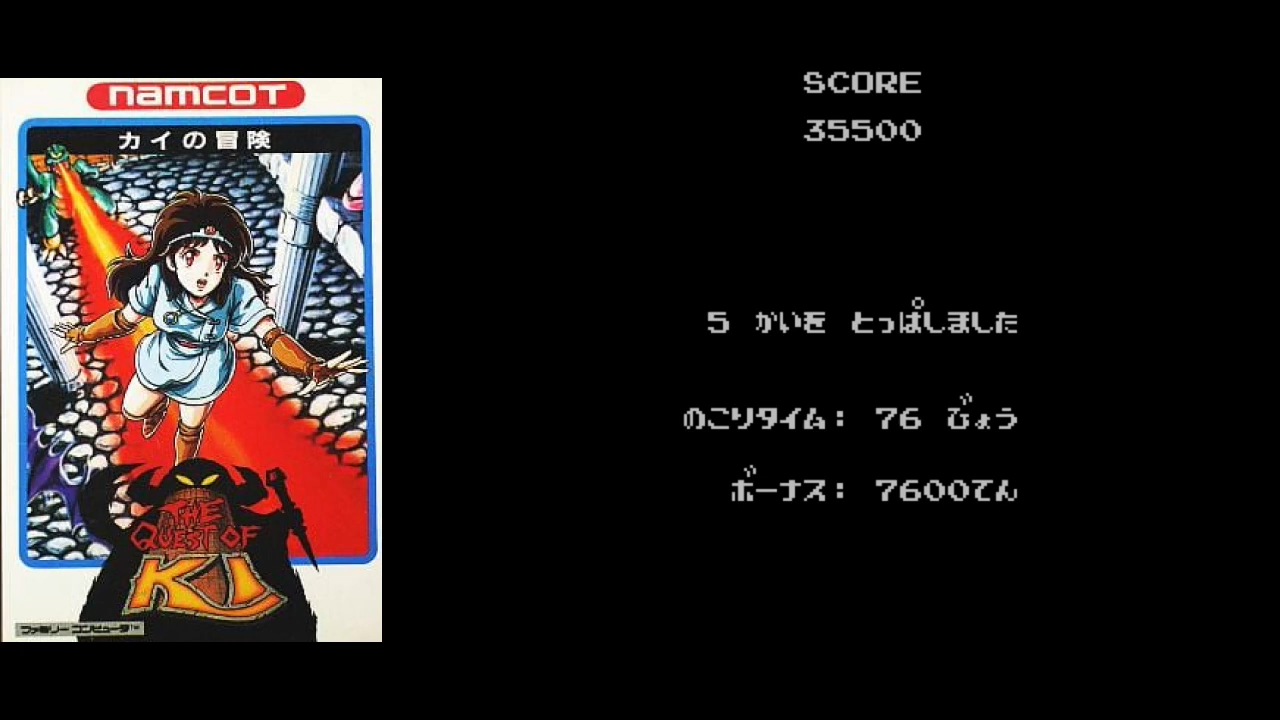 namcoT
カイの冒険
THE
QUEST OF
KI
ファミリーコンピュータ™
SCORE
35500
5 かいを とっぱしました
のこりタイム: 76 びょう
ボーナス: 7600てん